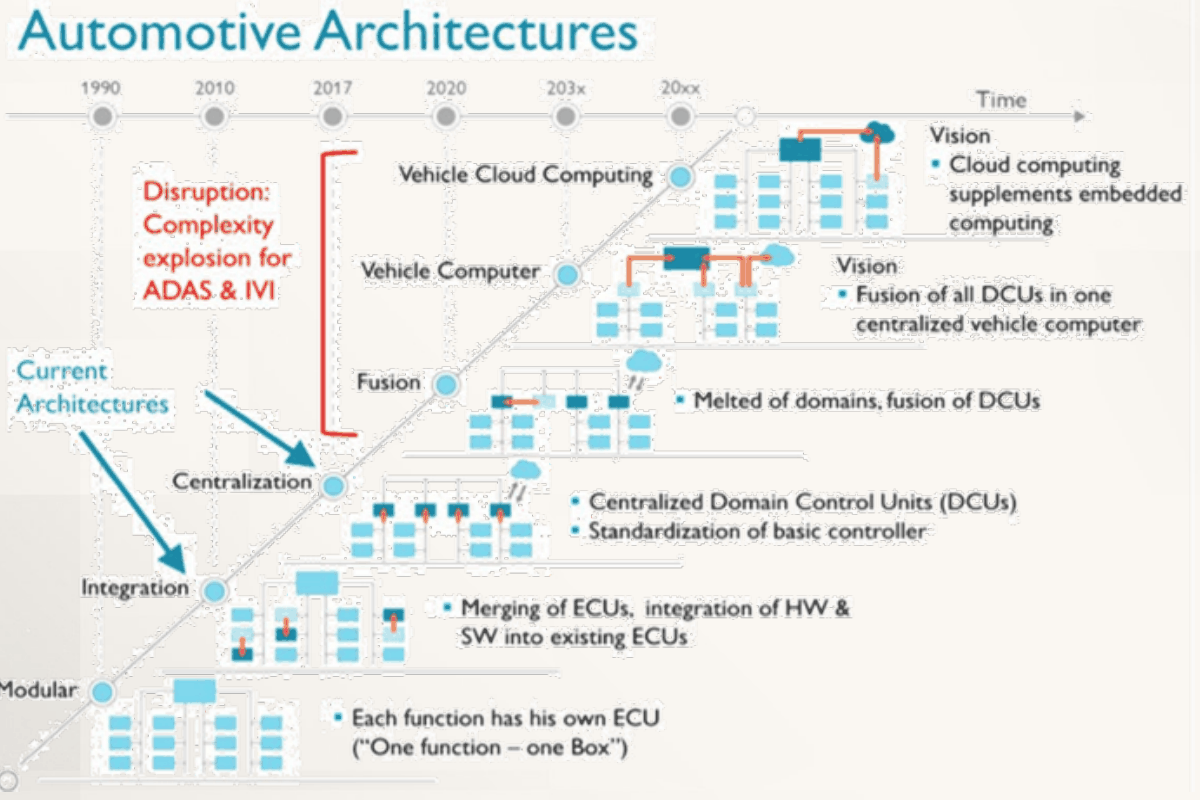 Automotive Architectures
1990
2010
2017
2020
203x
20xx
Time
Disruption:
Complexity
explosion for
ADAS & IVI
Current
Architectures
Vehicle Cloud Computing
Vision
▪ Cloud computing
supplements embedded
computing
Vehicle Computer
Vision
▪ Fusion of all DCUs in one
centralized vehicle computer
Fusion
▪ Melted of domains, fusion of DCUs
Centralization
▪ Centralized Domain Control Units (DCUs)
▪ Standardization of basic controller
Integration
▪ Merging of ECUs, integration of HW &
SW into existing ECUs
Modular
▪ Each function has his own ECU
("One function – one Box")